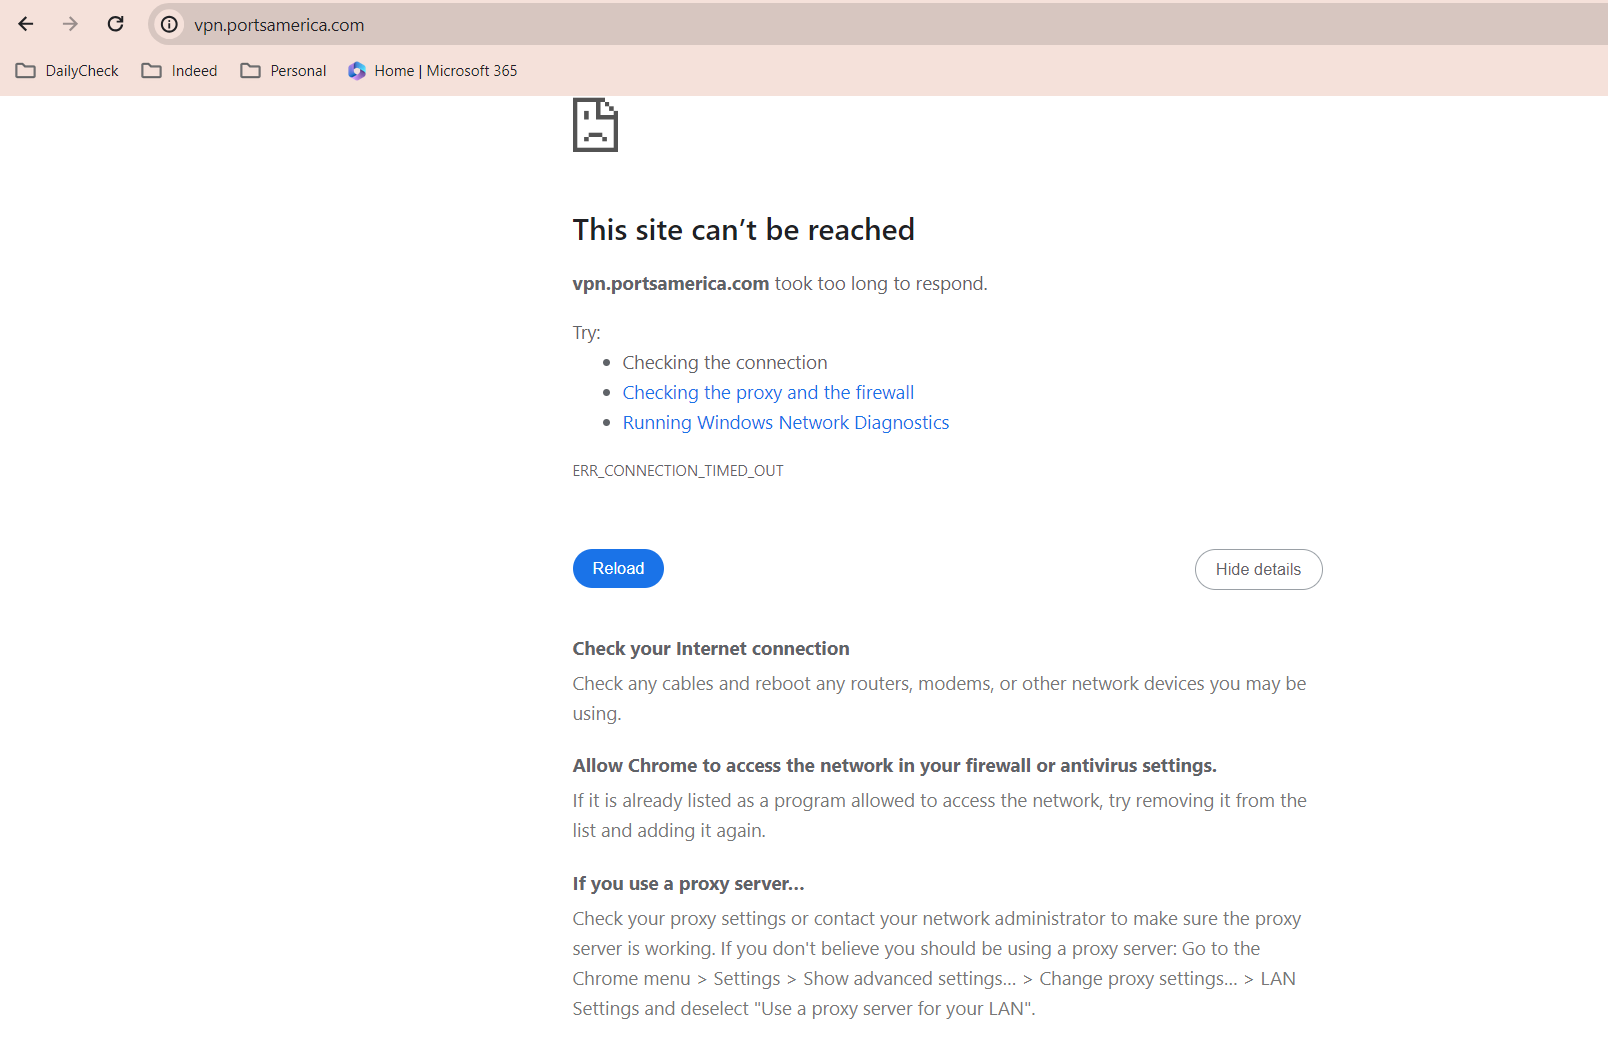 vpn.portsamerica.com
DailyCheck Indeed Personal Home | Microsoft 365
This site can’t be reached
vpn.portsamerica.com took too long to respond.
Try:
• Checking the connection
• Checking the proxy and the firewall
• Running Windows Network Diagnostics
ERR_CONNECTION_TIMED_OUT
Reload Hide details
Check your Internet connection
Check any cables and reboot any routers, modems, or other network devices you may be
using.
Allow Chrome to access the network in your firewall or antivirus settings.
If it is already listed as a program allowed to access the network, try removing it from the
list and adding it again.
If you use a proxy server...
Check your proxy settings or contact your network administrator to make sure the proxy
server is working. If you don't believe you should be using a proxy server: Go to the
Chrome menu > Settings > Show advanced settings... > Change proxy settings... > LAN
Settings and deselect "Use a proxy server for your LAN".